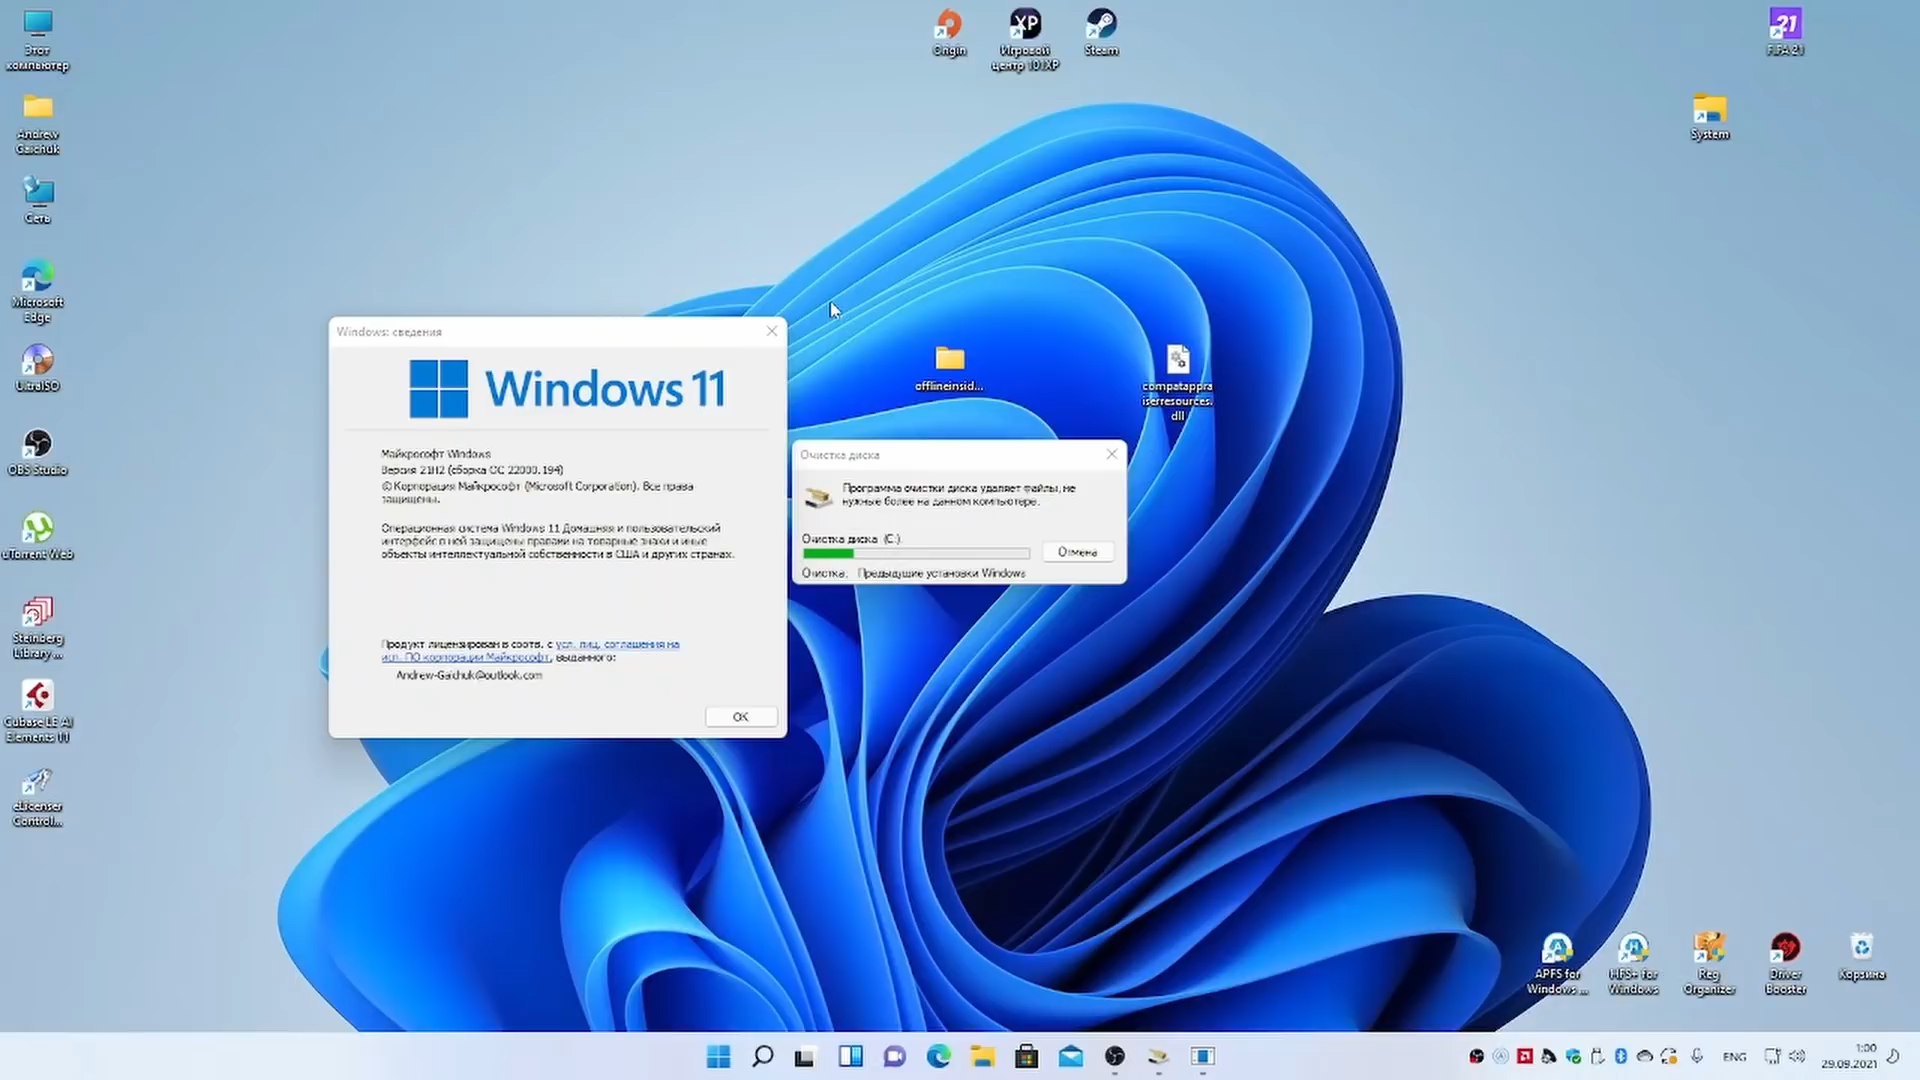 Этот
компьютер
Andrew
Gaichuk
Сеть
Microsoft
Edge
UltraISO
OBS Studio
uTorrent Web
Steinberg
Library ...
Cubase LE AI
Elements 11
eLicenser
Control...
Origin
Игровой
центр 101XP
Steam
21
FIFA 21
System
offlineinsid...
compatappra
iserresources.
dll
Windows: сведения
Windows 11
Майкрософт Windows
Версия 21H2 (сборка ОС 22000.194)
© Корпорация Майкрософт (Microsoft Corporation). Все права
защищены.
Операционная система Windows 11 Домашняя и пользовательский
интерфейс в ней защищены правами на товарные знаки и иные
объекты интеллектуальной собственности в США и других странах.
Продукт лицензирован в соотв. с усл. лиц. соглашения на
исп. ПО корпорации Майкрософт, выданного:
Andrew-Gaichuk@outlook.com
OK
Очистка диска
Программа очистки диска удаляет файлы, не
нужные более на данном компьютере.
Очистка диска (C:).
Отмена
Очистка: Предыдущие установки Windows
APFS for
Windows ...
HFS+ for
Windows
Reg
Organizer
Driver
Booster
Корзина
ENG
1:00
29.09.2021